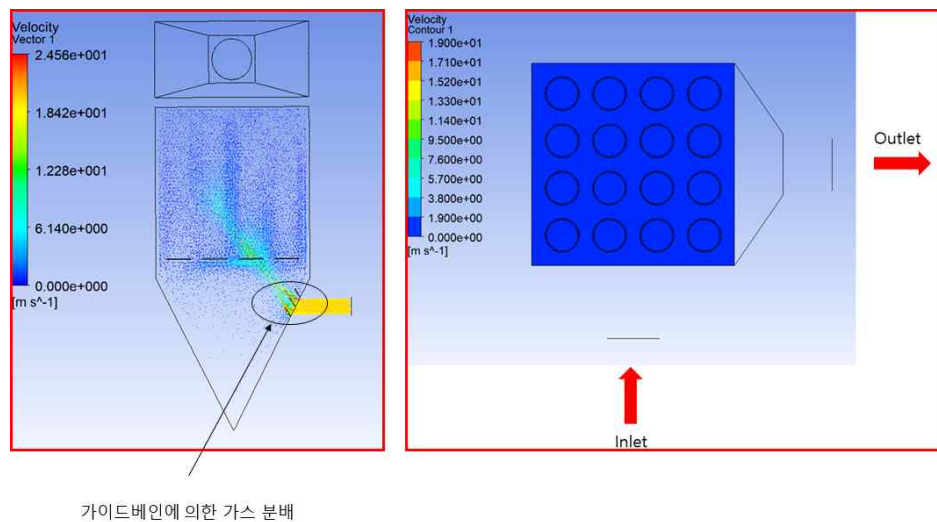 Velocity
Vector 1
2.456e+001
1.842e+001
1.228e+001
6.140e+000
0.000e+000
[m s^-1]
Velocity
Contour 1
1.900e+01
1.710e+01
1.520e+01
1.330e+01
1.140e+01
9.500e+00
7.600e+00
5.700e+00
3.800e+00
1.900e+00
0.000e+00
[m s^-1]
Outlet
Inlet
가이드베인에 의한 가스 분배